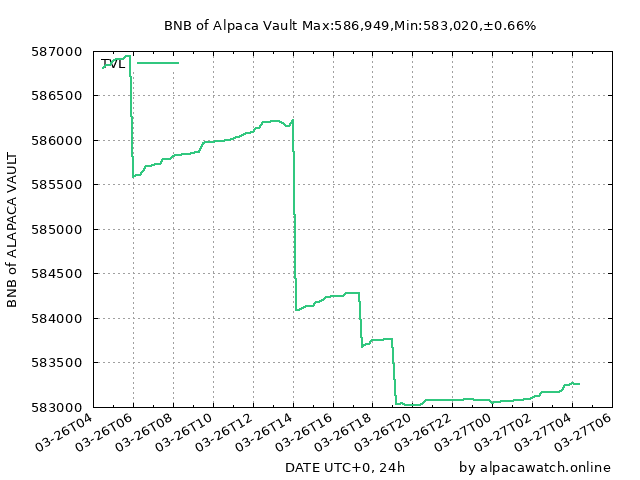 BNB of Alpaca Vault Max:586,949,Min:583,020,±0.66%
TVL
BNB of ALAPACA VAULT
587000
586500
586000
585500
585000
584500
584000
583500
583000
03-26T04
03-26T06
03-26T08
03-26T10
03-26T12
03-26T14
03-26T16
03-26T18
03-26T20
03-26T22
03-27T00
03-27T02
03-27T04
03-27T06
DATE UTC+0, 24h
by alpacawatch.online